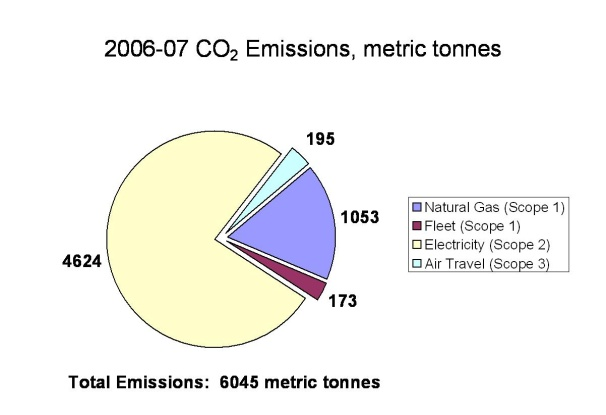 2006-07 CO₂ Emissions, metric tonnes
195
1053
4624
173
Natural Gas (Scope 1)
Fleet (Scope 1)
Electricity (Scope 2)
Air Travel (Scope 3)
Total Emissions: 6045 metric tonnes